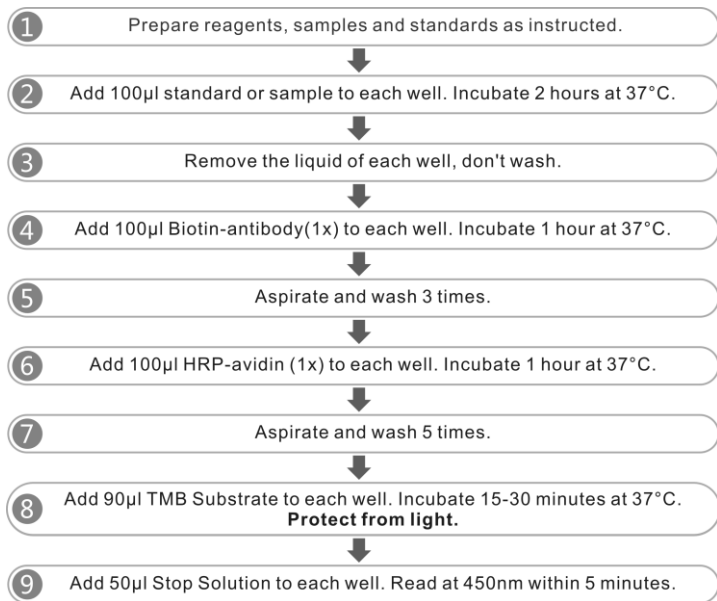 1 Prepare reagents, samples and standards as instructed.
2 Add 100μl standard or sample to each well. Incubate 2 hours at 37°C.
3 Remove the liquid of each well, don't wash.
4 Add 100μl Biotin-antibody(1x) to each well. Incubate 1 hour at 37°C.
5 Aspirate and wash 3 times.
6 Add 100μl HRP-avidin (1x) to each well. Incubate 1 hour at 37°C.
7 Aspirate and wash 5 times.
8 Add 90μl TMB Substrate to each well. Incubate 15-30 minutes at 37°C.
Protect from light.
9 Add 50μl Stop Solution to each well. Read at 450nm within 5 minutes.